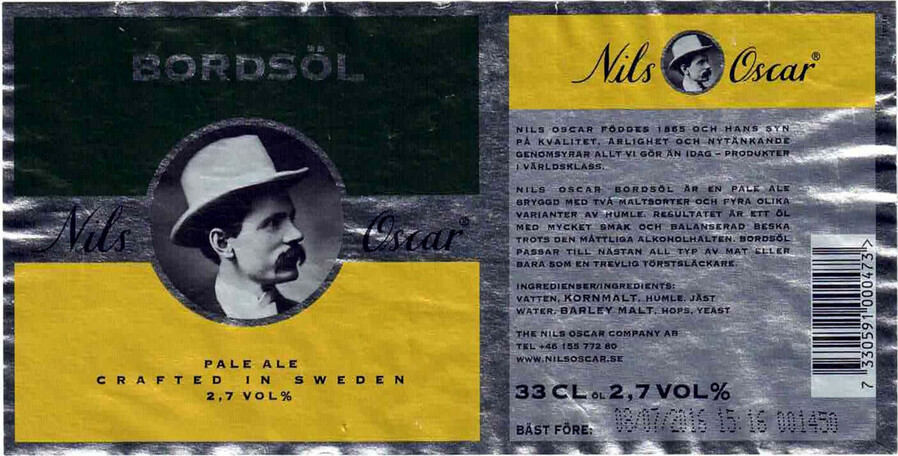 BORDSÖL
Nils Oscar®
PALE ALE
CRAFTED IN SWEDEN
2,7 VOL%
Nils Oscar®
NILS OSCAR FÖDDES 1865 OCH HANS SYN
PÅ KVALITET, ÄRLIGHET OCH NYTÄNKANDE
GENOMSYRAR ALLT VI GÖR ÄN IDAG – PRODUKTER
I VÄRLDSKLASS.
NILS OSCAR BORDSÖL ÄR EN PALE ALE
BRYGGD MED TVÅ MALTSORTER OCH FYRA OLIKA
VARIANTER AV HUMLE. RESULTATET ÄR ETT ÖL
MED MYCKET SMAK OCH BALANSERAD BESKA
TROTS DEN MÅTTLIGA ALKOHOLHALTEN. BORDSÖL
PASSAR TILL NÄSTAN ALL TYP AV MAT ELLER
BARA SOM EN TREVLIG TÖRSTSLÄCKARE.
INGREDIENSER/INGREDIENTS:
VATTEN, KORNMALT, HUMLE, JÄST
WATER, BARLEY MALT, HOPS, YEAST
THE NILS OSCAR COMPANY AB
TEL +46 155 772 80
WWW.NILSOSCAR.SE
33 CL ÖL 2,7 VOL%
BÄST FÖRE: 08/07/2016 15:16 001450
7 330591 000473 >